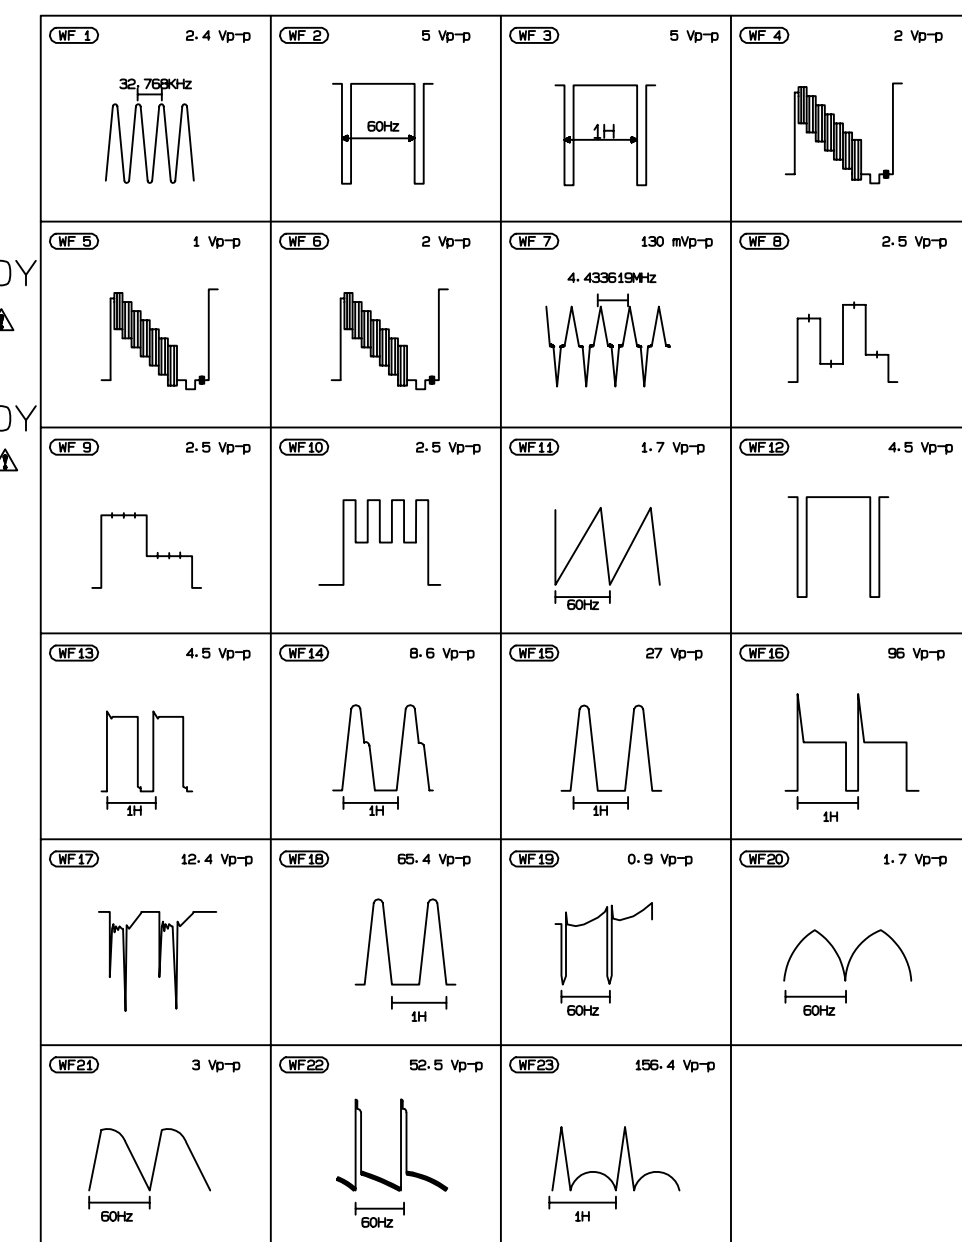 WF 1 2.4 Vp-p
32.768KHz
WF 2 5 Vp-p
60Hz
WF 3 5 Vp-p
1H
WF 4 2 Vp-p
WF 5 1 Vp-p
WF 6 2 Vp-p
WF 7 130 mVp-p
4.433619MHz
WF 8 2.5 Vp-p
DY
DY
WF 9 2.5 Vp-p
WF10 2.5 Vp-p
WF11 1.7 Vp-p
60Hz
WF12 4.5 Vp-p
WF13 4.5 Vp-p
1H
WF14 8.6 Vp-p
1H
WF15 27 Vp-p
1H
WF16 96 Vp-p
1H
WF17 12.4 Vp-p
WF18 65.4 Vp-p
1H
WF19 0.9 Vp-p
60Hz
WF20 1.7 Vp-p
60Hz
WF21 3 Vp-p
60Hz
WF22 52.5 Vp-p
60Hz
WF23 156.4 Vp-p
1H